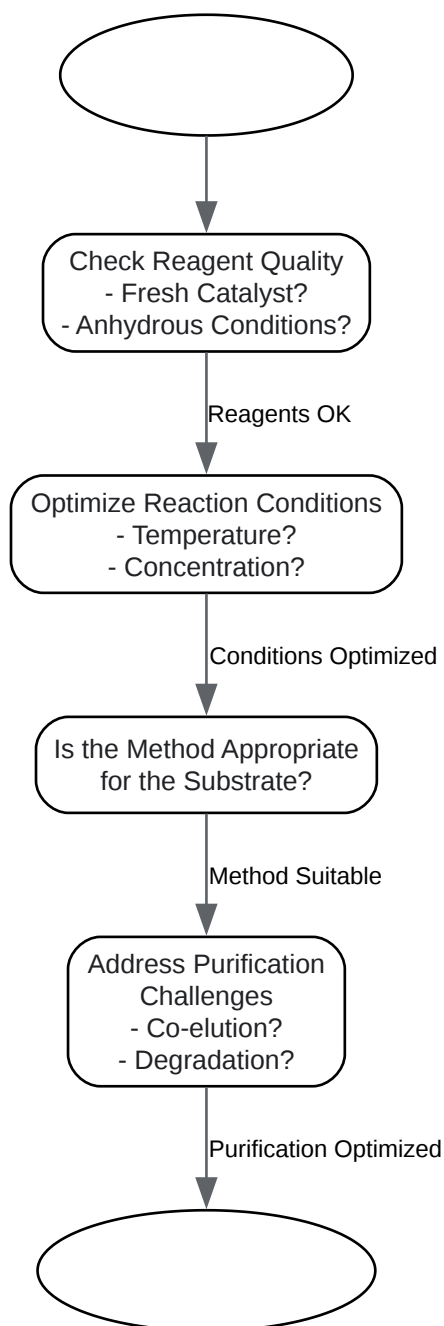 Check Reagent Quality
- Fresh Catalyst?
- Anhydrous Conditions?
Reagents OK
Optimize Reaction Conditions
- Temperature?
- Concentration?
Conditions Optimized
Is the Method Appropriate
for the Substrate?
Method Suitable
Address Purification
Challenges
- Co-elution?
- Degradation?
Purification Optimized